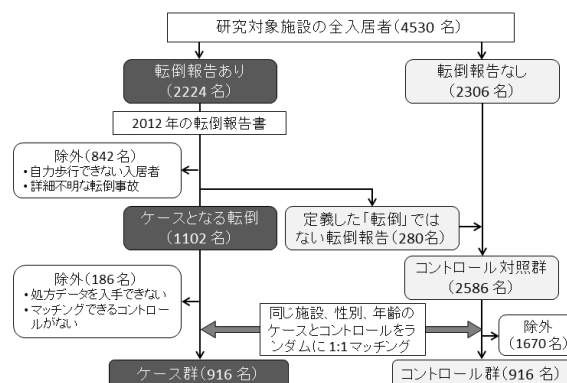 研究対象施設の全入居者(4530 名)
転倒報告あり
(2224 名)
転倒報告なし
(2306 名)
2012 年の転倒報告書
除外(842 名)
•自力歩行できない入居者
•詳細不明な転倒事故
ケースとなる転倒
(1102 名)
定義した「転倒」では
ない転倒報告(280名)
コントロール対照群
(2586 名)
除外(186 名)
•処方データを入手できない
•マッチングできるコントロー
ルがない
同じ施設、性別、年齢の
ケースとコントロールをラ
ンダムに 1:1 マッチング
除外
(1670 名)
ケース群(916 名)
コントロール群(916 名)